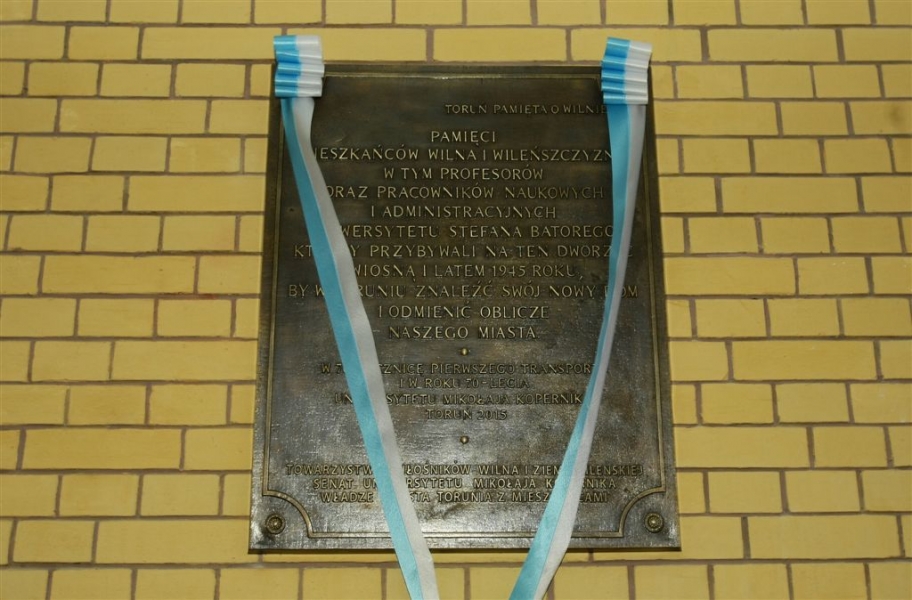 TORUŃ PAMIĘTA O WILNIE
PAMIĘCI
MIESZKAŃCÓW WILNA I WILEŃSZCZYZNY
W TYM PROFESORÓW
ORAZ PRACOWNIKÓW NAUKOWYCH
I ADMINISTRACYJNYCH
UNIWERSYTETU STEFANA BATOREGO
KTÓRZY PRZYBYWALI NA TEN DWORZEC
WIOSNĄ I LATEM 1945 ROKU,
BY W TORUNIU ZNALEŹĆ SWÓJ NOWY DOM
I ODMIENIĆ OBLICZE
NASZEGO MIASTA
W 70 ROCZNICĘ PIERWSZEGO TRANSPORTU
I W ROKU 70-LECIA
UNIWERSYTETU MIKOŁAJA KOPERNIKA
TORUŃ 2015
TOWARZYSTWO MIŁOŚNIKÓW WILNA I ZIEMI WILEŃSKIEJ
SENAT UNIWERSYTETU MIKOŁAJA KOPERNIKA
WŁADZE MIASTA TORUNIA Z MIESZKAŃCAMI